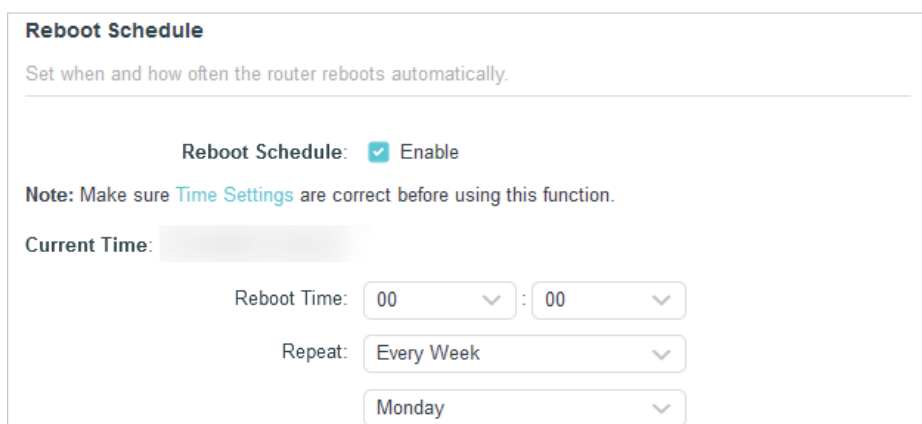 Reboot Schedule
Set when and how often the router reboots automatically.
Reboot Schedule: Enable
Note: Make sure Time Settings are correct before using this function.
Current Time:
Reboot Time: 00 : 00
Repeat: Every Week
Monday